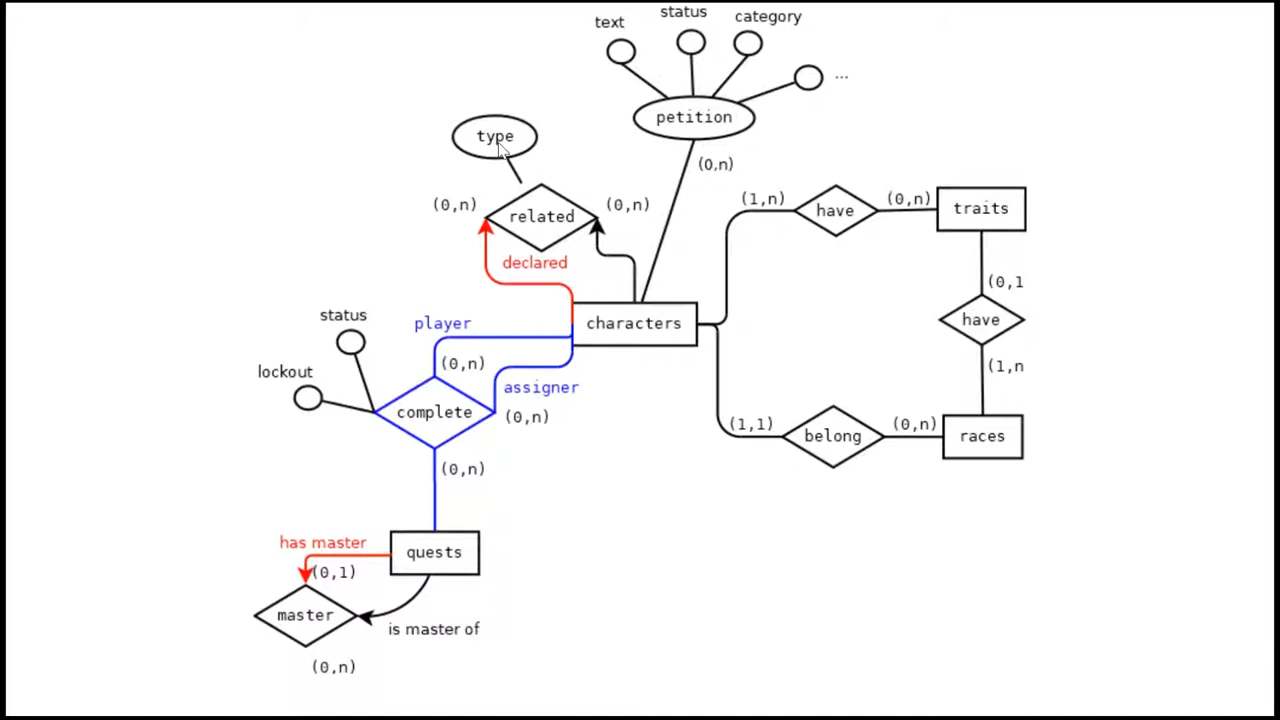 status
category
text
...
petition
type
(0,n)
(1,n)
have
(0,n)
traits
(0,n)
related
(0,n)
declared
(0,1
player
characters
have
status
(0,n)
(1,n
lockout
assigner
complete
(0,n)
(1,1)
belong
(0,n)
races
(0,n)
has master
quests
(0,1)
master
is master of
(0,n)